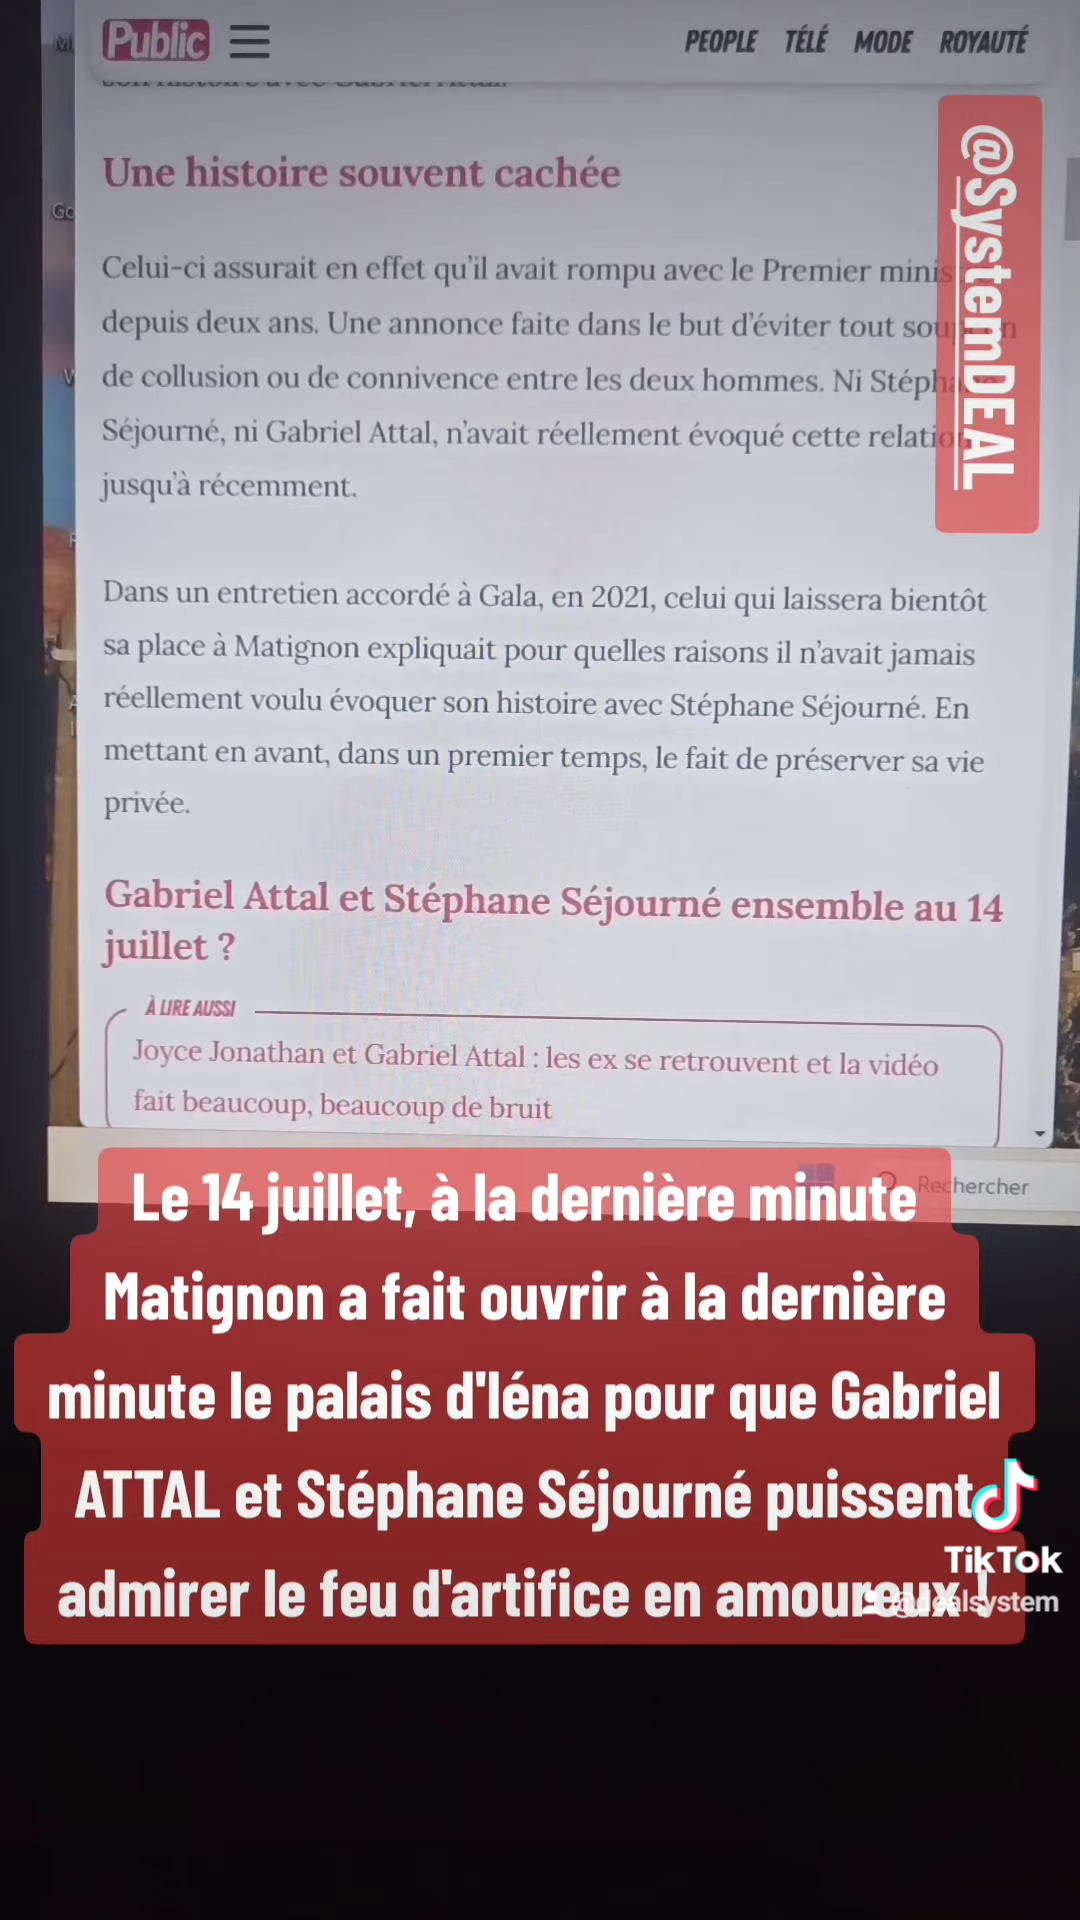 Public
PEOPLE TÉLÉ MODE ROYAUTÉ
Une histoire souvent cachée
Celui-ci assurait en effet qu'il avait rompu avec le Premier
depuis deux ans. Une annonce faite dans le but d'éviter tout
de collusion ou de connivence entre les deux hommes. Ni Stéphane
Séjourné, ni Gabriel Attal, n'avait réellement évoqué cette relation
jusqu'à récemment.
Dans un entretien accordé à Gala, en 2021, celui qui laissera bientôt
sa place à Matignon expliquait pour quelles raisons il n'avait jamais
réellement voulu évoquer son histoire avec Stéphane Séjourné. En
mettant en avant, dans un premier temps, le fait de préserver sa vie
privée.
Gabriel Attal et Stéphane Séjourné ensemble au 14
juillet ?
À LIRE AUSSI
Joyce Jonathan et Gabriel Attal : les ex se retrouvent et la vidéo
fait beaucoup, beaucoup de bruit
Rechercher
@SystemDEAL
Le 14 juillet, à la dernière minute
Matignon a fait ouvrir à la dernière
minute le palais d'Iéna pour que Gabriel
ATTAL et Stéphane Séjourné puissent
admirer le feu d'artifice en amoureux !
TikTok
@dealsystem